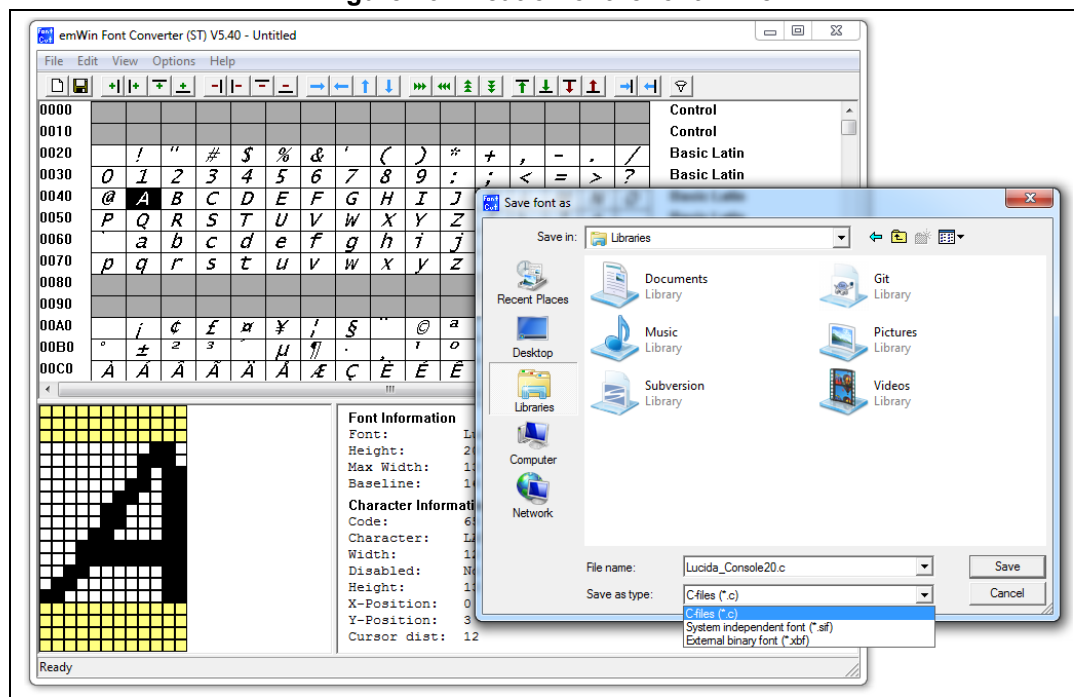 emWin Font Converter (ST) V5.40 - Untitled
File Edit View Options Help
0000 Control
0010 Control
0020 ! " # $ % & ' ( ) * + , - . / Basic Latin
0030 0 1 2 3 4 5 6 7 8 9 : ; < = > ? Basic Latin
0040 @ A B C D E F G H I J
0050 P Q R S T U V W X Y Z
0060 ` a b c d e f g h i j
0070 p q r s t u v w x y z
0080
0090
00A0 ¡ ¢ £ ¤ ¥ ¦ § ¨ © ª
00B0 ° ± ² ³ ´ µ ¶ · ¸ ¹ º
00C0 À Á Â Ã Ä Å Æ Ç È É Ê
Font Information
Font:
Height:
Max Width:
Baseline:
Character Informati
Code:
Character:
Width:
Disabled:
Height:
X-Position: 0
Y-Position: 3
Cursor dist: 12
Ready
Save font as
Save in: Libraries
Recent Places
Desktop
Libraries
Computer
Network
Documents
Library
Git
Library
Music
Library
Pictures
Library
Subversion
Library
Videos
Library
File name: Lucida_Console20.c
Save
Save as type: C-files (*.c)
Cancel
C-files (*.c)
System independent font (*.sif)
External binary font (*.xbf)